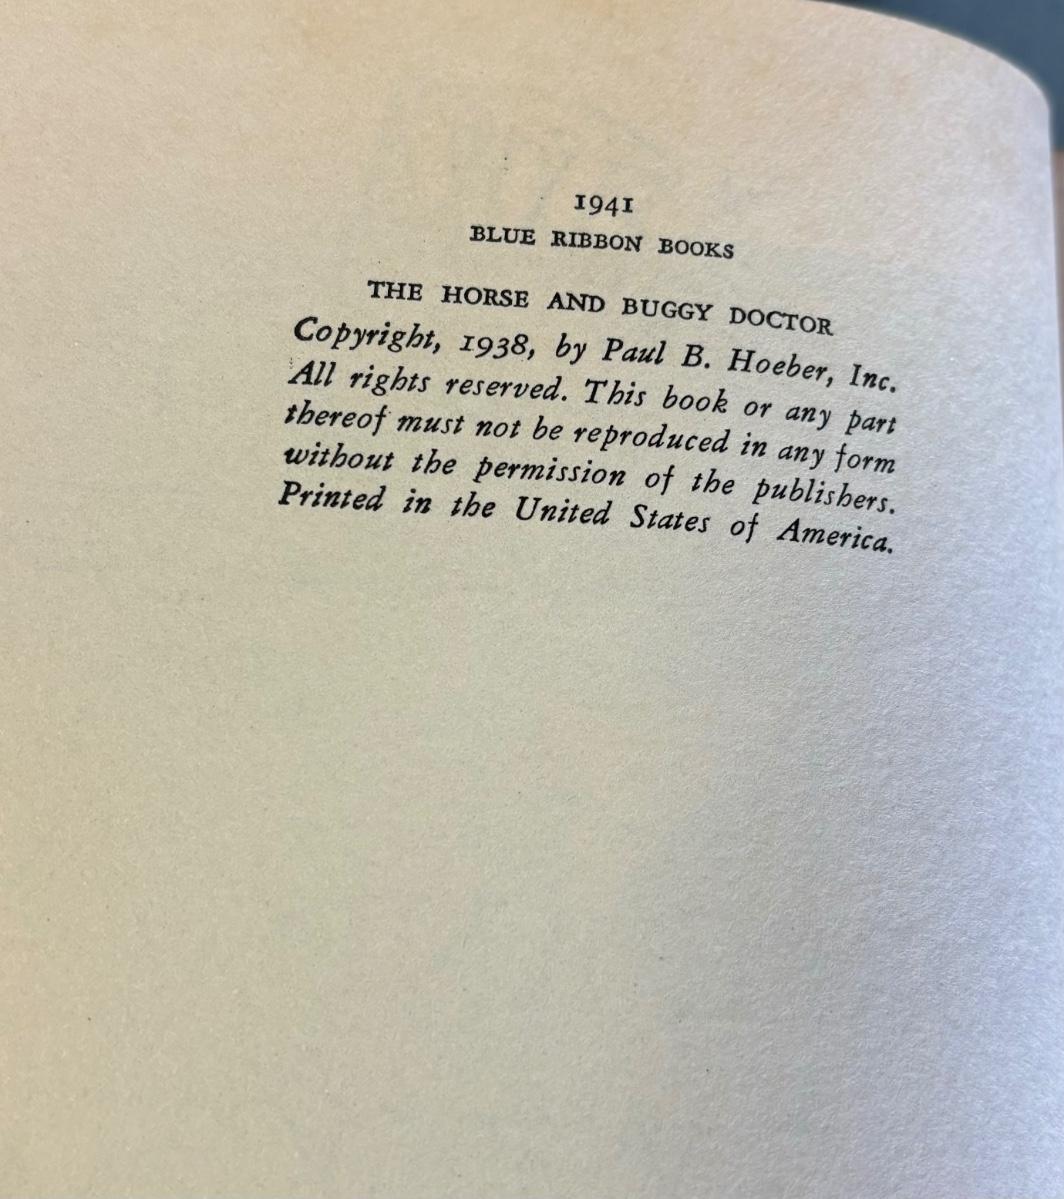 1941
BLUE RIBBON BOOKS
THE HORSE AND BUGGY DOCTOR
Copyright, 1938, by Paul B. Hoeber, Inc.
All rights reserved. This book or any part
thereof must not be reproduced in any form
without the permission of the publishers.
Printed in the United States of America.